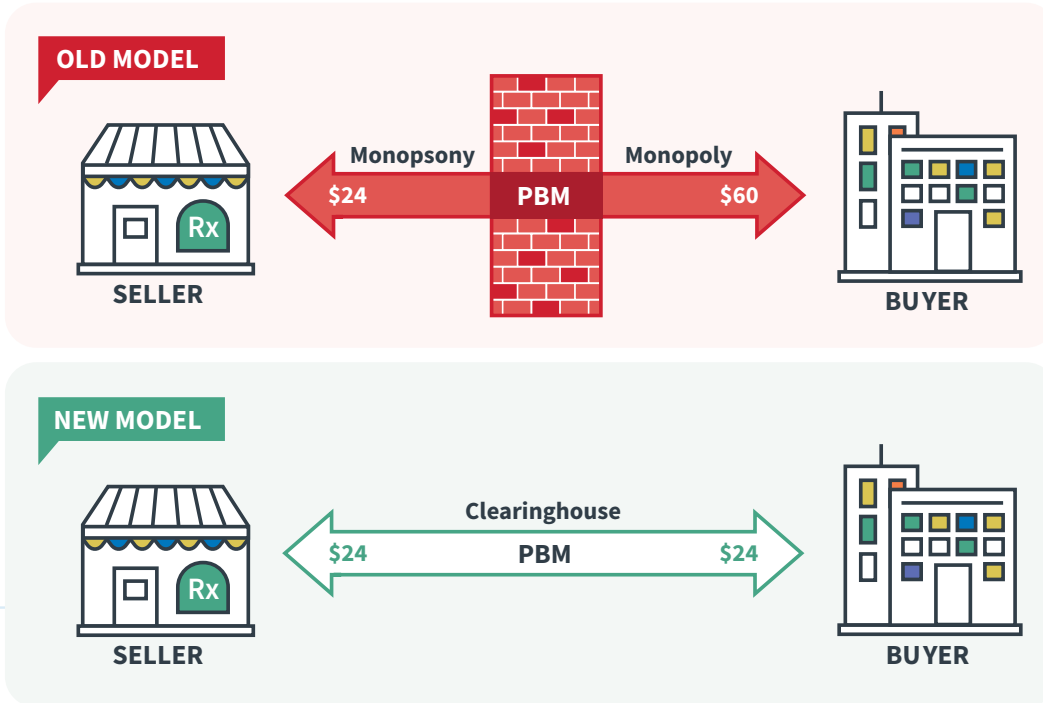 OLD MODEL
Monopsony
Monopoly
$24
PBM
$60
Rx
SELLER
BUYER
NEW MODEL
Clearinghouse
$24
PBM
$24
Rx
SELLER
BUYER